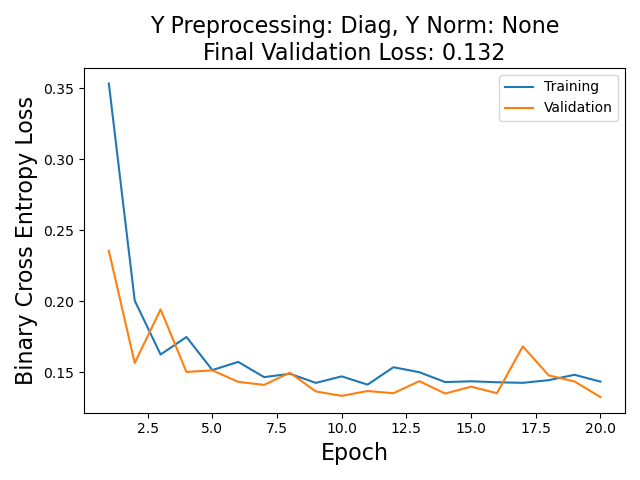 Y Preprocessing: Diag, Y Norm: None
Final Validation Loss: 0.132
Training
Validation
Binary Cross Entropy Loss
0.35
0.30
0.25
0.20
0.15
2.5 5.0 7.5 10.0 12.5 15.0 17.5 20.0
Epoch